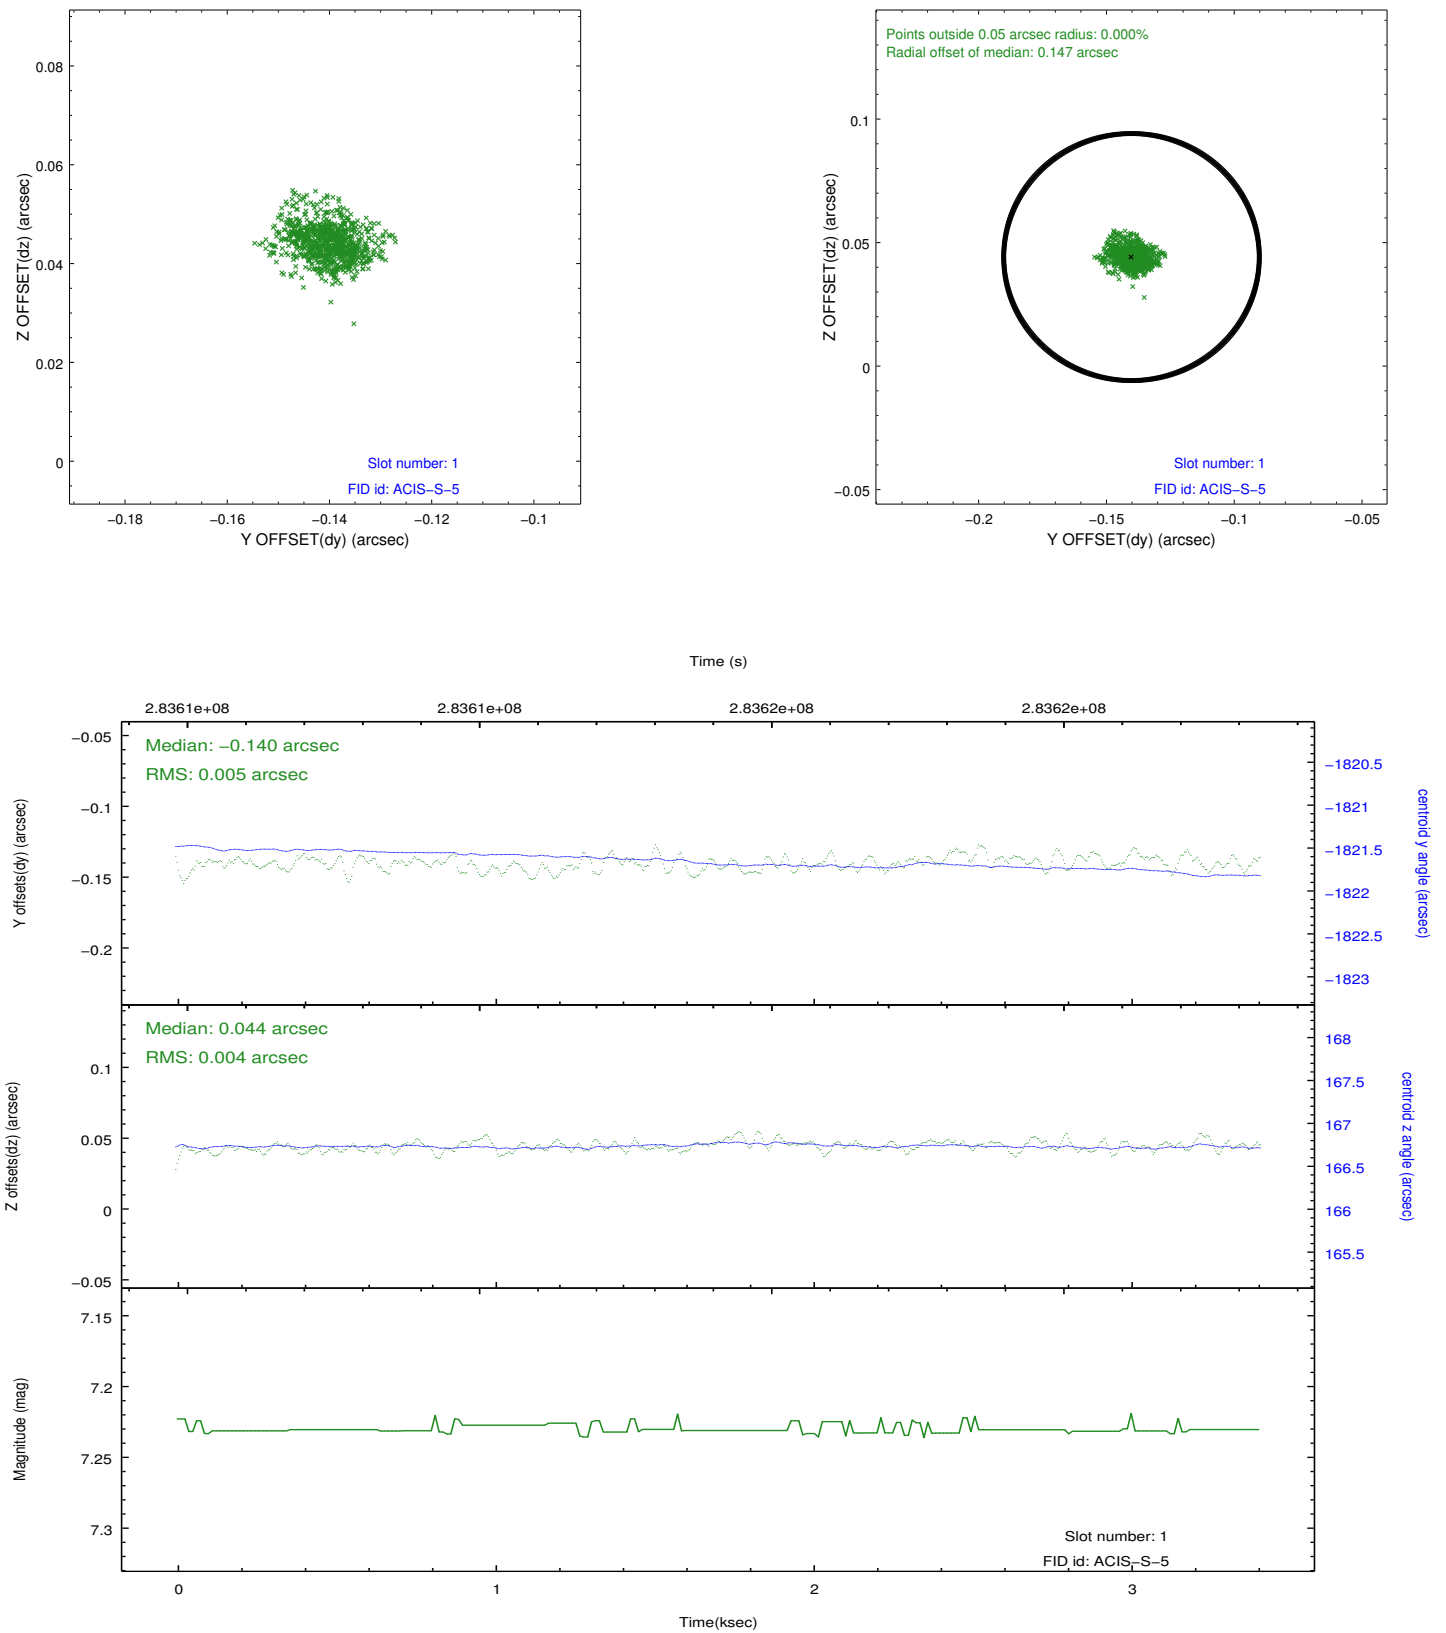 0.08
0.06
0.04
0.02
0
Z OFFSET(dz) (arcsec)
Slot number: 1
FID id: ACIS−S−5
−0.18
−0.16
−0.14
−0.12
−0.1
Y OFFSET(dy) (arcsec)
Points outside 0.05 arcsec radius: 0.000%
Radial offset of median: 0.147 arcsec
0.1
0.05
0
−0.05
Z OFFSET(dz) (arcsec)
Slot number: 1
FID id: ACIS−S−5
−0.2
−0.15
−0.1
−0.05
Y OFFSET(dy) (arcsec)
Time (s)
2.8361e+08
2.8361e+08
2.8362e+08
2.8362e+08
Median: −0.140 arcsec
RMS: 0.005 arcsec
−0.05
−0.1
−0.15
−0.2
Y offsets(dy) (arcsec)
−1820.5
−1821
−1821.5
−1822
−1822.5
−1823
centroid y angle (arcsec)
Median: 0.044 arcsec
RMS: 0.004 arcsec
0.1
0.05
0
−0.05
Z offsets(dz) (arcsec)
168
167.5
167
166.5
166
165.5
centroid z angle (arcsec)
7.15
7.2
7.25
7.3
Magnitude (mag)
Slot number: 1
FID id: ACIS−S−5
0
1
2
3
Time(ksec)